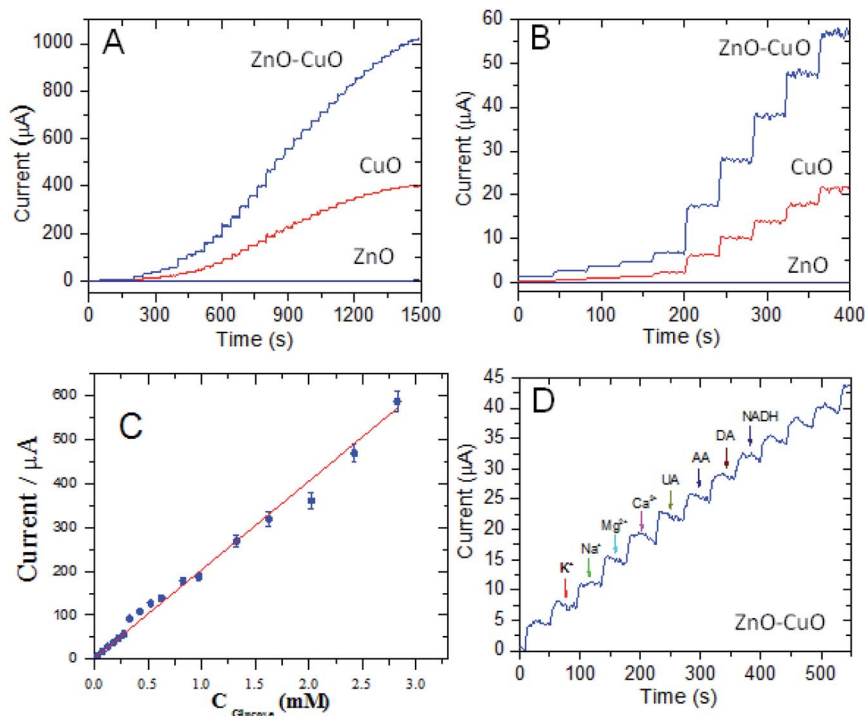 A
ZnO-CuO
CuO
ZnO
Current (μA)
1000
800
600
400
200
0
0 300 600 900 1200 1500
Time (s)
B
ZnO-CuO
CuO
ZnO
Current (μA)
60
50
40
30
20
10
0
0 100 200 300 400
Time (s)
C
Current / μA
600
500
400
300
200
100
0
0.0 0.5 1.0 1.5 2.0 2.5 3.0
C Glucose (mM)
D
Current (μA)
45
40
35
30
25
20
15
10
5
0
K⁺
Na⁺
Mg²⁺
Ca²⁺
UA
AA
DA
NADH
ZnO-CuO
0 100 200 300 400 500
Time (s)